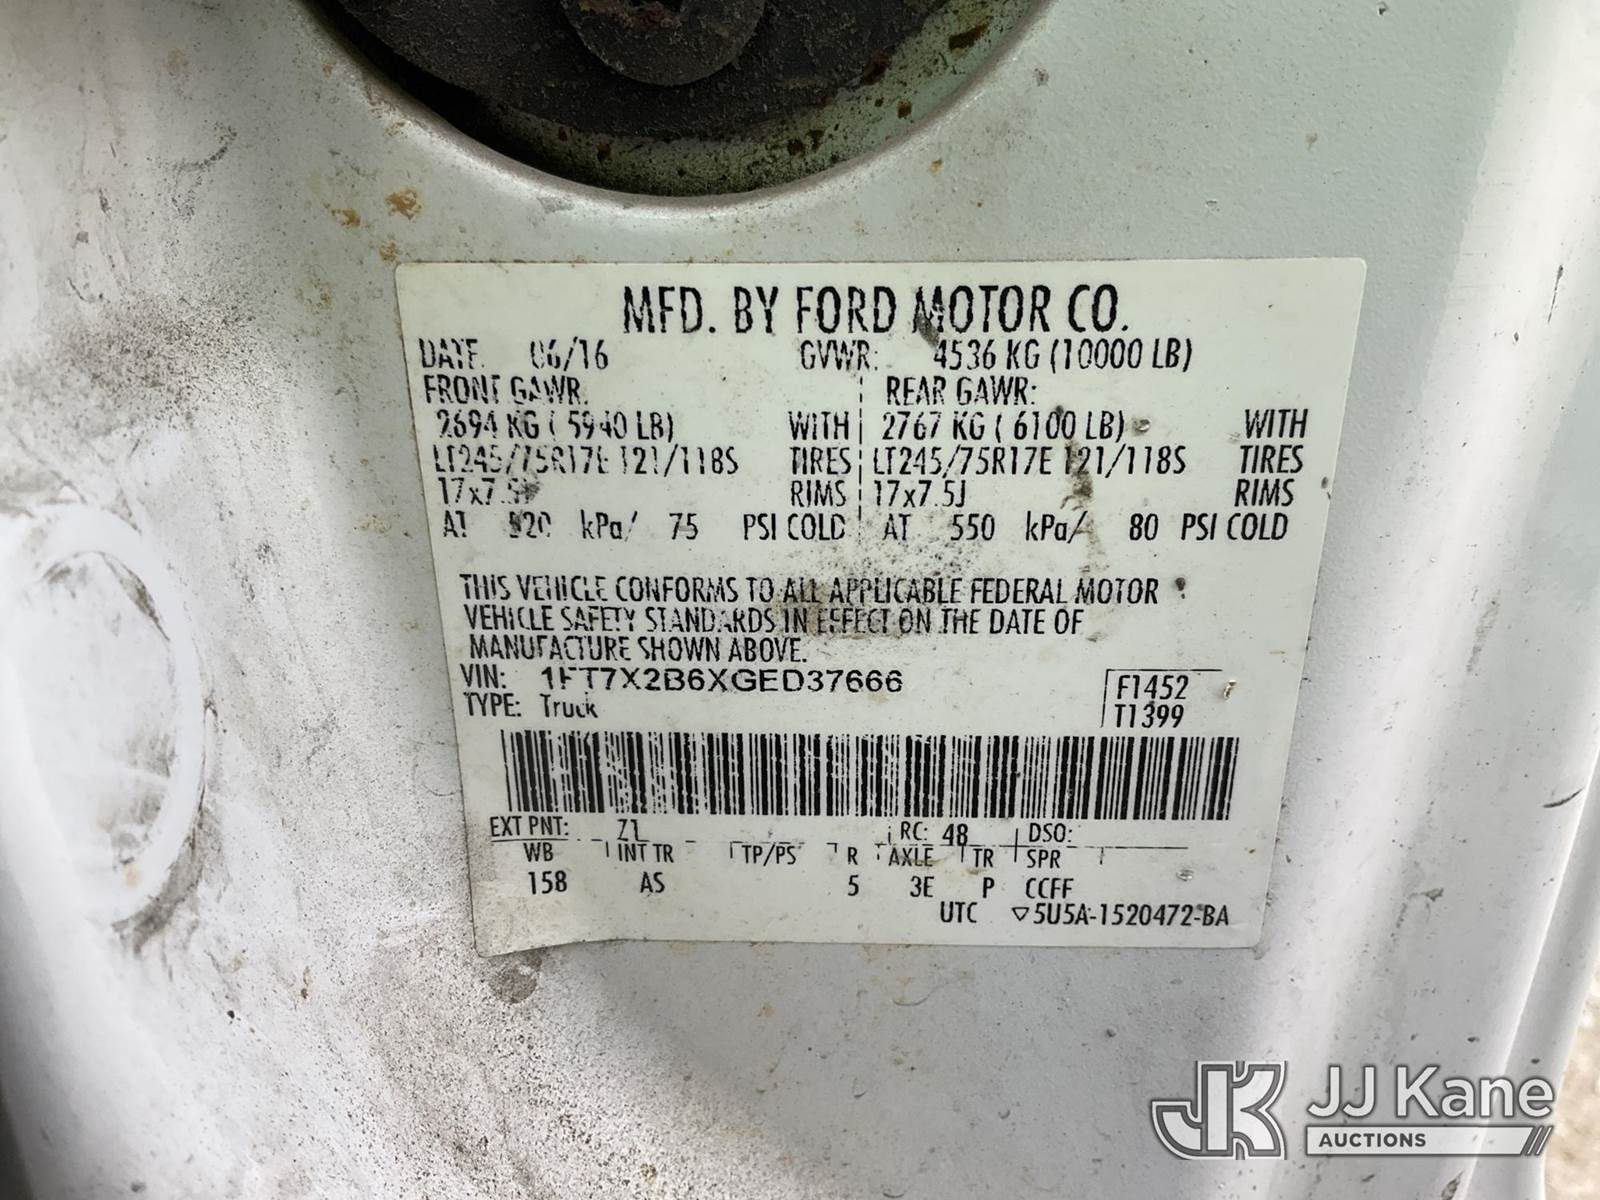 MFD. BY FORD MOTOR CO.
DATE: 06/16 GVWR: 4536 KG (10000 LB)
FRONT GAWR: REAR GAWR:
2694 KG ( 5940 LB) WITH 2767 KG ( 6100 LB) WITH
LT245/75R17E 121/118S TIRES LT245/75R17E 121/118S TIRES
17x7.5J RIMS 17x7.5J RIMS
AT 520 kPa/ 75 PSI COLD AT 550 kPa/ 80 PSI COLD
THIS VEHICLE CONFORMS TO ALL APPLICABLE FEDERAL MOTOR
VEHICLE SAFETY STANDARDS IN EFFECT ON THE DATE OF
MANUFACTURE SHOWN ABOVE.
VIN: 1FT7X2B6XGED37666
F1452
TYPE: Truck
T1399
EXT PNT: Z1 RC: 48 DSO:
WB INT TR TP/PS R AXLE TR SPR
158 AS 5 3E P CCFF
UTC ▽5U5A-1520472-BA
JK JJ Kane
AUCTIONS